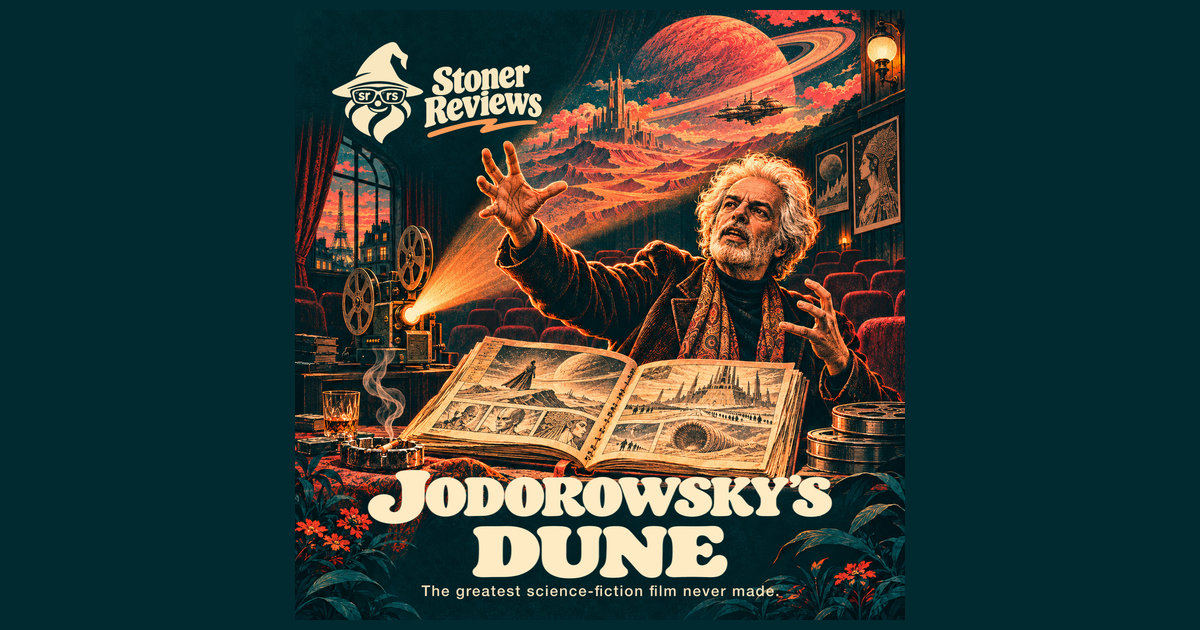 sr rs
Stoner
Reviews
JODOROWSKY'S
DUNE
The greatest science-fiction film never made.